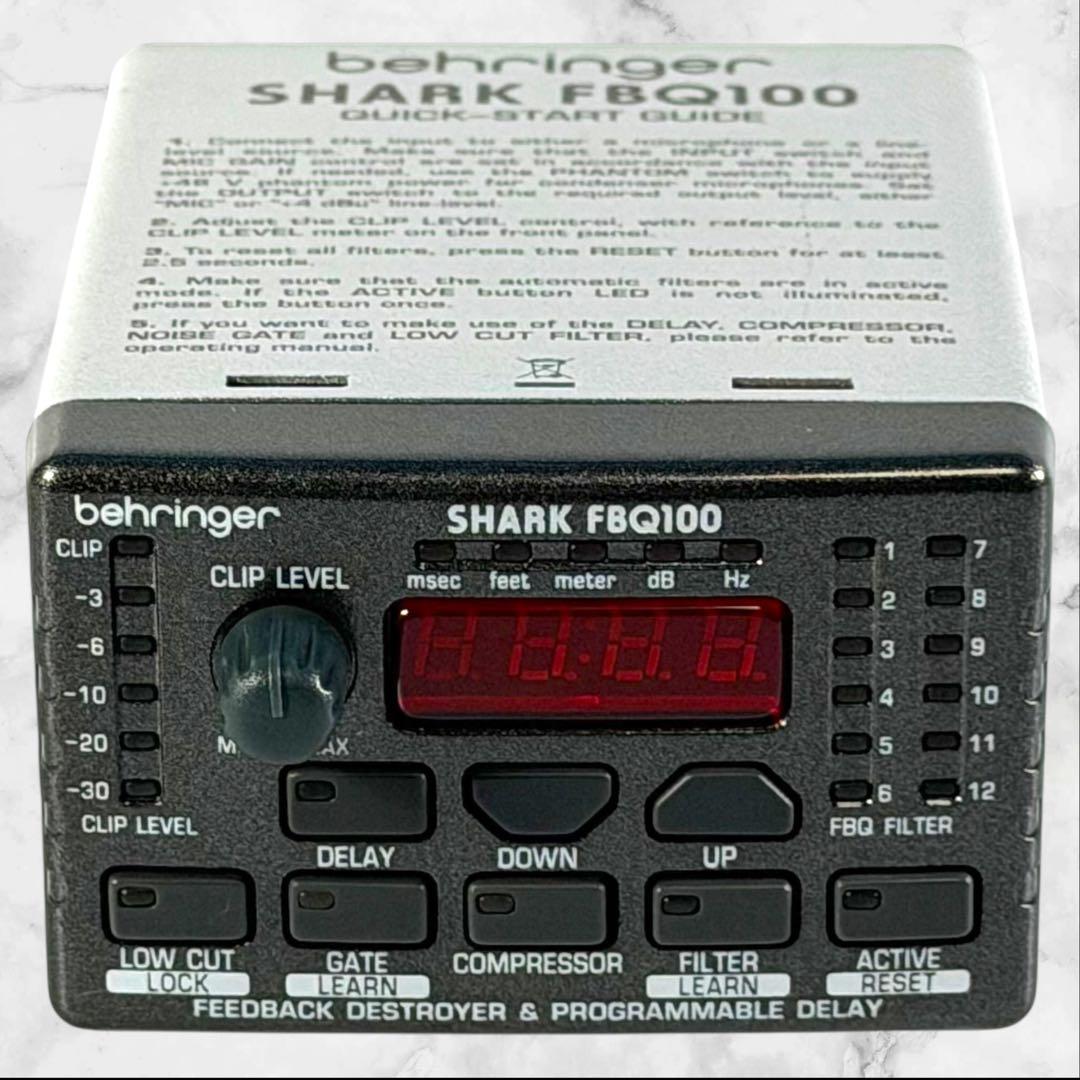 behringer
SHARK FBQ100
QUICK-START GUIDE
1. Connect the input to either a microphone or a line-
level source. Make sure that the INPUT switch and
MIC GAIN control are set in accordance with the input
source. If needed, use the PHANTOM switch to supply
+48 V phantom power for condenser microphones. Set
the OUTPUT switch to the required output level, either
"MIC" or "+4 dBu" line-level.
2. Adjust the CLIP LEVEL control, with reference to the
CLIP LEVEL meter on the front panel.
3. To reset all filters, press the RESET button for at least
2.5 seconds.
4. Make sure that the automatic filters are in active
mode. If the ACTIVE button LED is not illuminated,
press the button once.
5. If you want to make use of the DELAY, COMPRESSOR,
NOISE GATE and LOW CUT FILTER, please refer to the
operating manual.
behringer
SHARK FBQ100
CLIP
-3
-6
-10
-20
-30
CLIP LEVEL
CLIP LEVEL
msec feet meter dB Hz
1 7
2 8
3 9
4 10
5 11
6 12
FBQ FILTER
DELAY DOWN UP
LOW CUT GATE COMPRESSOR FILTER ACTIVE
LOCK LEARN LEARN RESET
FEEDBACK DESTROYER & PROGRAMMABLE DELAY